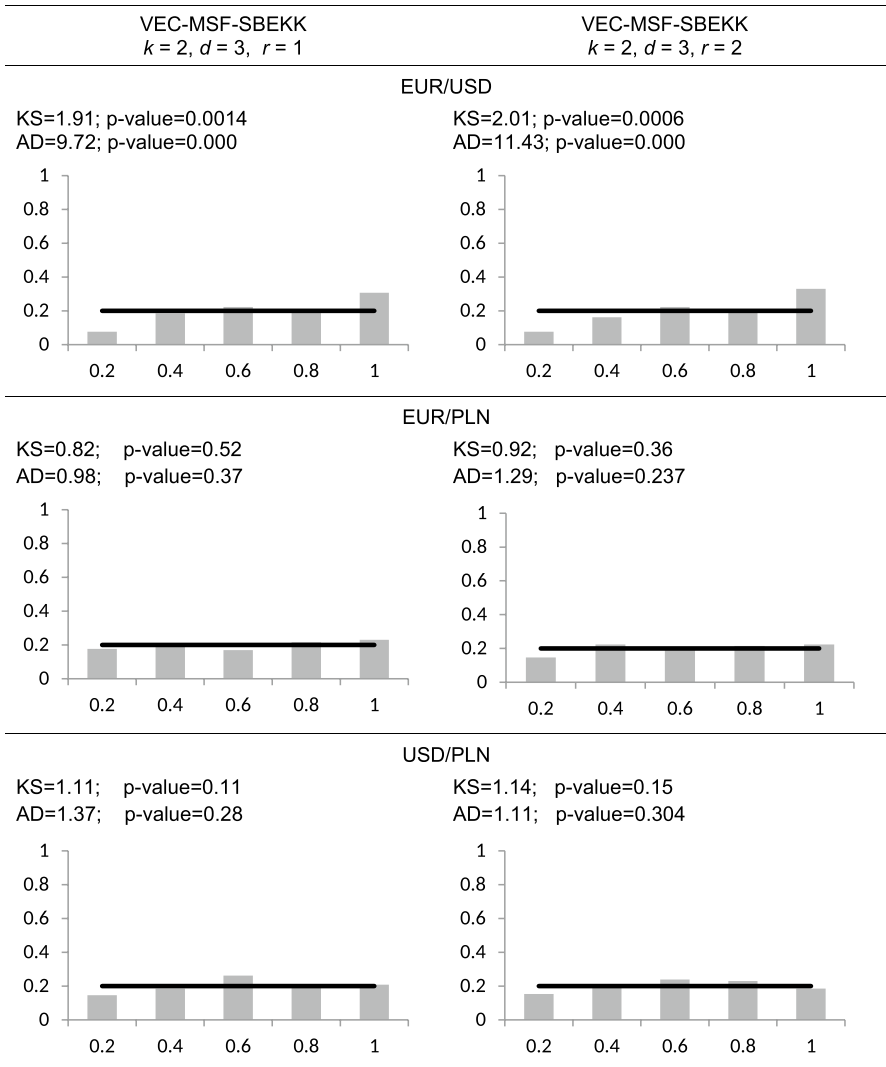 VEC-MSF-SBEKK
k = 2, d = 3, r = 1
VEC-MSF-SBEKK
k = 2, d = 3, r = 2
EUR/USD
KS=1.91; p-value=0.0014
AD=9.72; p-value=0.000
1
0.8
0.6
0.4
0.2
0
0.2 0.4 0.6 0.8 1
KS=2.01; p-value=0.0006
AD=11.43; p-value=0.000
1
0.8
0.6
0.4
0.2
0
0.2 0.4 0.6 0.8 1
EUR/PLN
KS=0.82; p-value=0.52
AD=0.98; p-value=0.37
1
0.8
0.6
0.4
0.2
0
0.2 0.4 0.6 0.8 1
KS=0.92; p-value=0.36
AD=1.29; p-value=0.237
1
0.8
0.6
0.4
0.2
0
0.2 0.4 0.6 0.8 1
USD/PLN
KS=1.11; p-value=0.11
AD=1.37; p-value=0.28
1
0.8
0.6
0.4
0.2
0
0.2 0.4 0.6 0.8 1
KS=1.14; p-value=0.15
AD=1.11; p-value=0.304
1
0.8
0.6
0.4
0.2
0
0.2 0.4 0.6 0.8 1